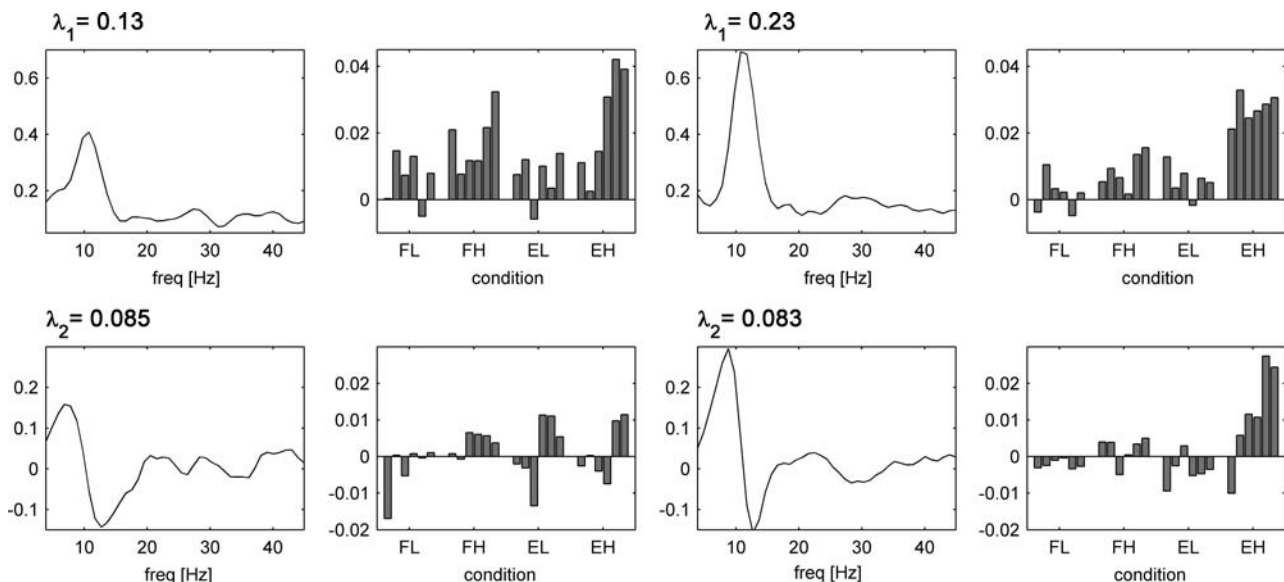 λ1= 0.13
0.6
0.4
0.2
10 20 30 40
freq [Hz]
0.04
0.02
0
FL FH EL EH
condition
λ1= 0.23
0.6
0.4
0.2
10 20 30 40
freq [Hz]
0.04
0.02
0
FL FH EL EH
condition
λ2= 0.085
0.2
0.1
0
-0.1
10 20 30 40
freq [Hz]
0.02
0.01
0
-0.01
-0.02
FL FH EL EH
condition
λ2= 0.083
0.2
0.1
0
-0.1
10 20 30 40
freq [Hz]
0.02
0.01
0
-0.01
-0.02
FL FH EL EH
condition